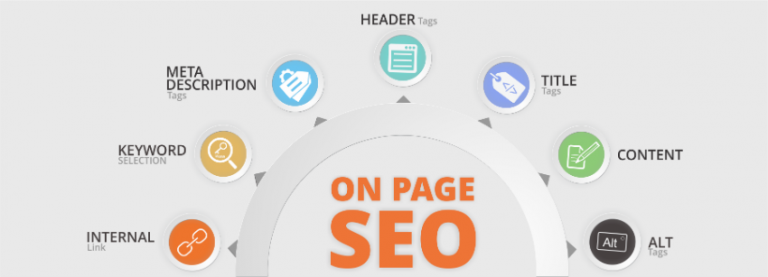 HEADER Tags
META
DESCRIPTION
Tags
TITLE
Tags
KEYWORD
SELECTION
CONTENT
INTERNAL
Link
ON PAGE
SEO
Alt
ALT
Tags